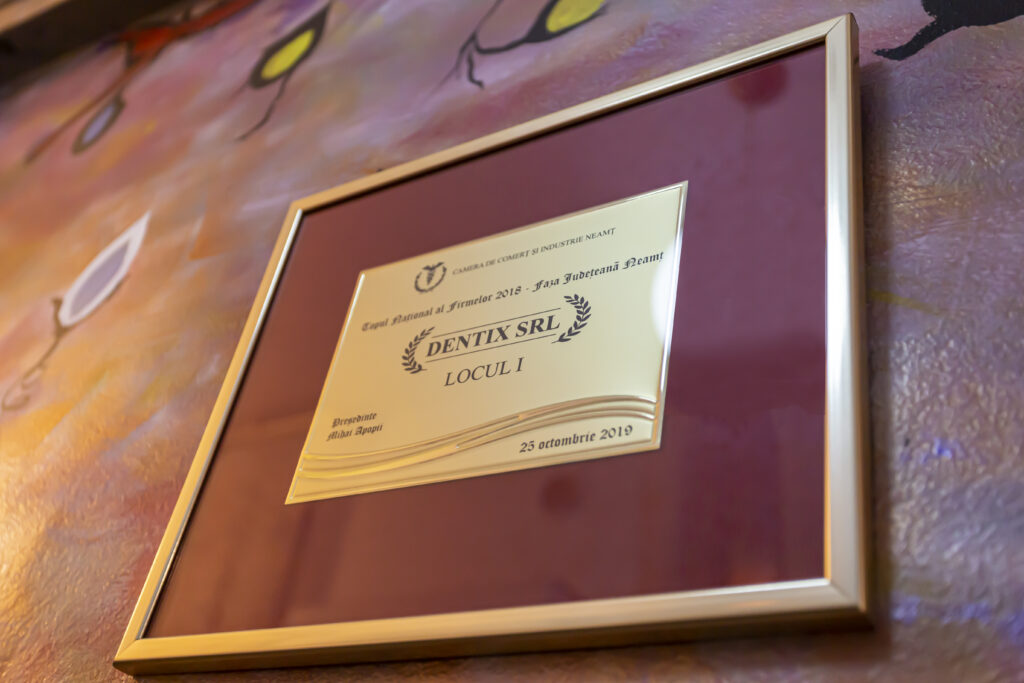 CAMERA DE COMERȚ ȘI INDUSTRIE NEAMȚ
Topul Național al Firmelor 2018 - Faza Județeană Neamț
DENTIX SRL
LOCUL I
Președinte
Mihai Apopii
25 octombrie 2019